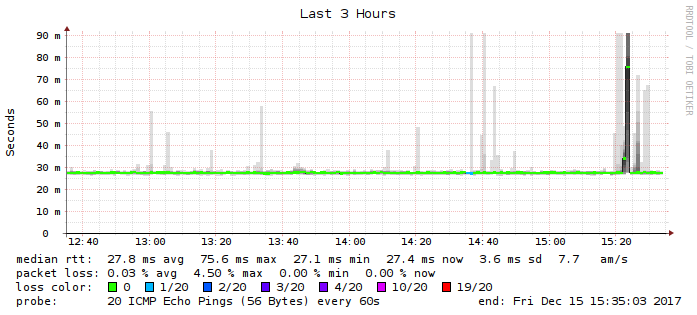 Last 3 Hours
RRDTOOL / TOBI OETIKER
Seconds
90 m
80 m
70 m
60 m
50 m
40 m
30 m
20 m
10 m
0
12:40 13:00 13:20 13:40 14:00 14:20 14:40 15:00 15:20
median rtt: 27.8 ms avg 75.6 ms max 27.1 ms min 27.4 ms now 3.6 ms sd 7.7 am/s
packet loss: 0.03 % avg 4.50 % max 0.00 % min 0.00 % now
loss color: 0 1/20 2/20 3/20 4/20 10/20 19/20
probe: 20 ICMP Echo Pings (56 Bytes) every 60s end: Fri Dec 15 15:35:03 2017